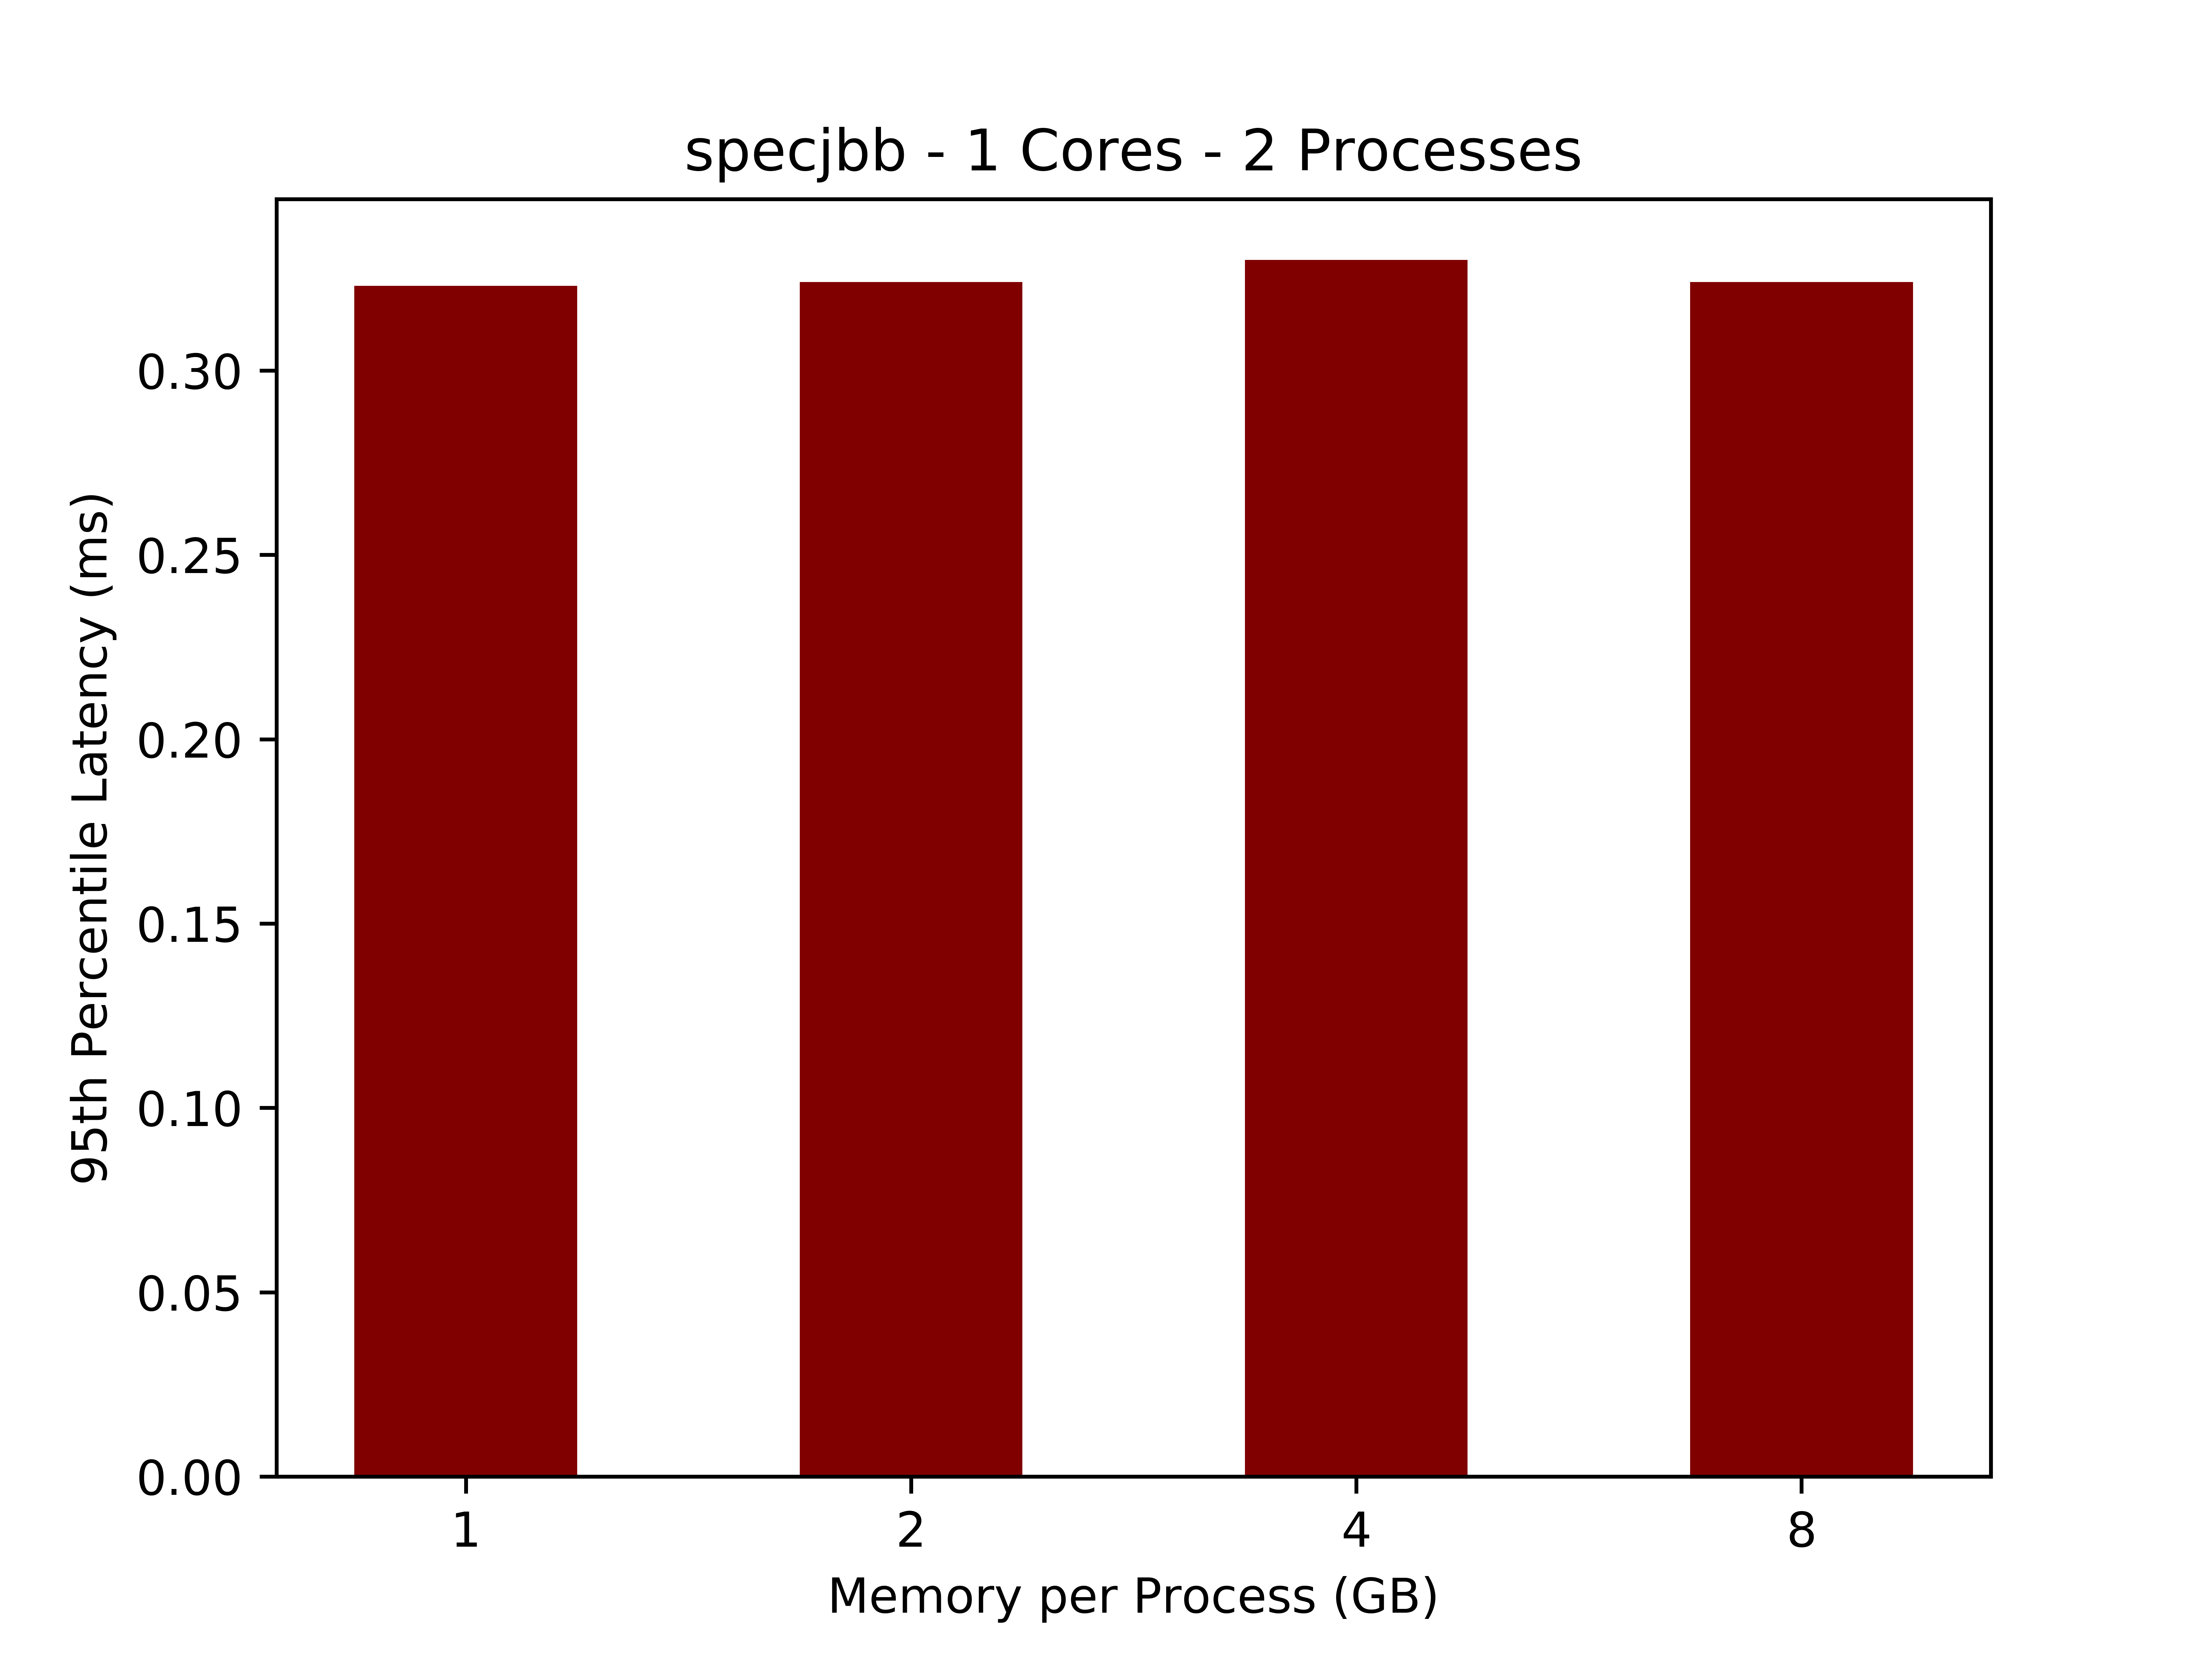 specjbb - 1 Cores - 2 Processes
95th Percentile Latency (ms)
0.30
0.25
0.20
0.15
0.10
0.05
0.00
1 2 4 8
Memory per Process (GB)